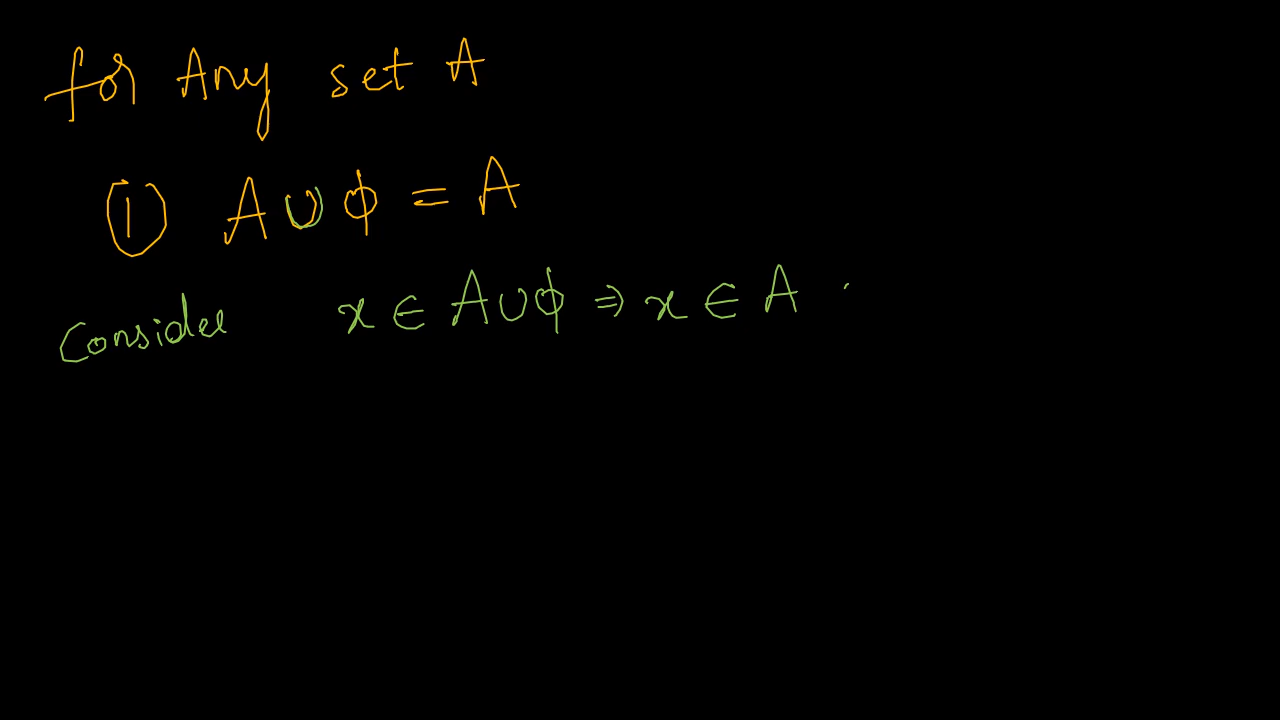 for Any set A
① A ∪ ϕ = A
Consider x ∈ A ∪ ϕ ⇒ x ∈ A